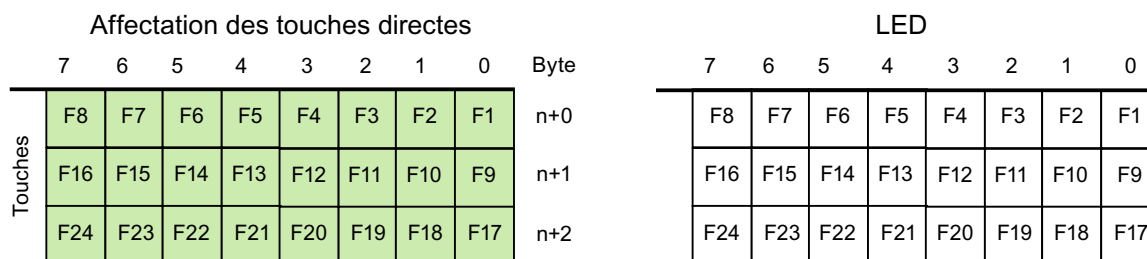 Affectation des touches directes LED
7 6 5 4 3 2 1 0 Byte 7 6 5 4 3 2 1 0
Touches
F8 F7 F6 F5 F4 F3 F2 F1 n+0 F8 F7 F6 F5 F4 F3 F2 F1
F16 F15 F14 F13 F12 F11 F10 F9 n+1 F16 F15 F14 F13 F12 F11 F10 F9
F24 F23 F22 F21 F20 F19 F18 F17 n+2 F24 F23 F22 F21 F20 F19 F18 F17